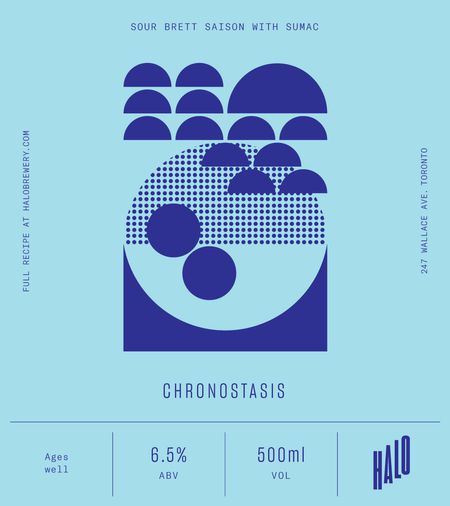 SOUR BRETT SAISON WITH SUMAC
FULL RECIPE AT HALOBREWERY.COM
247 WALLACE AVE. TORONTO
CHRONOSTASIS
Ages
well
6.5%
ABV
500ml
VOL
HALO